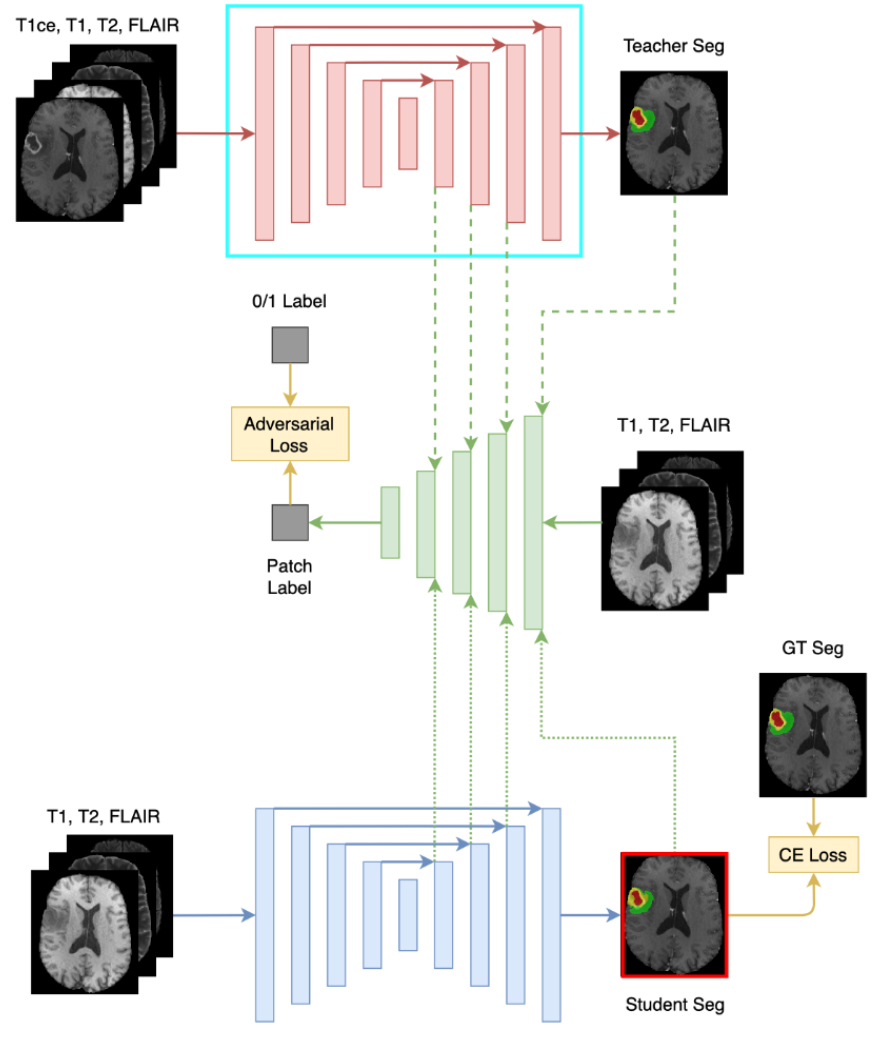 T1ce, T1, T2, FLAIR
Teacher Seg
0/1 Label
Adversarial
Loss
T1, T2, FLAIR
Patch
Label
GT Seg
T1, T2, FLAIR
CE Loss
Student Seg